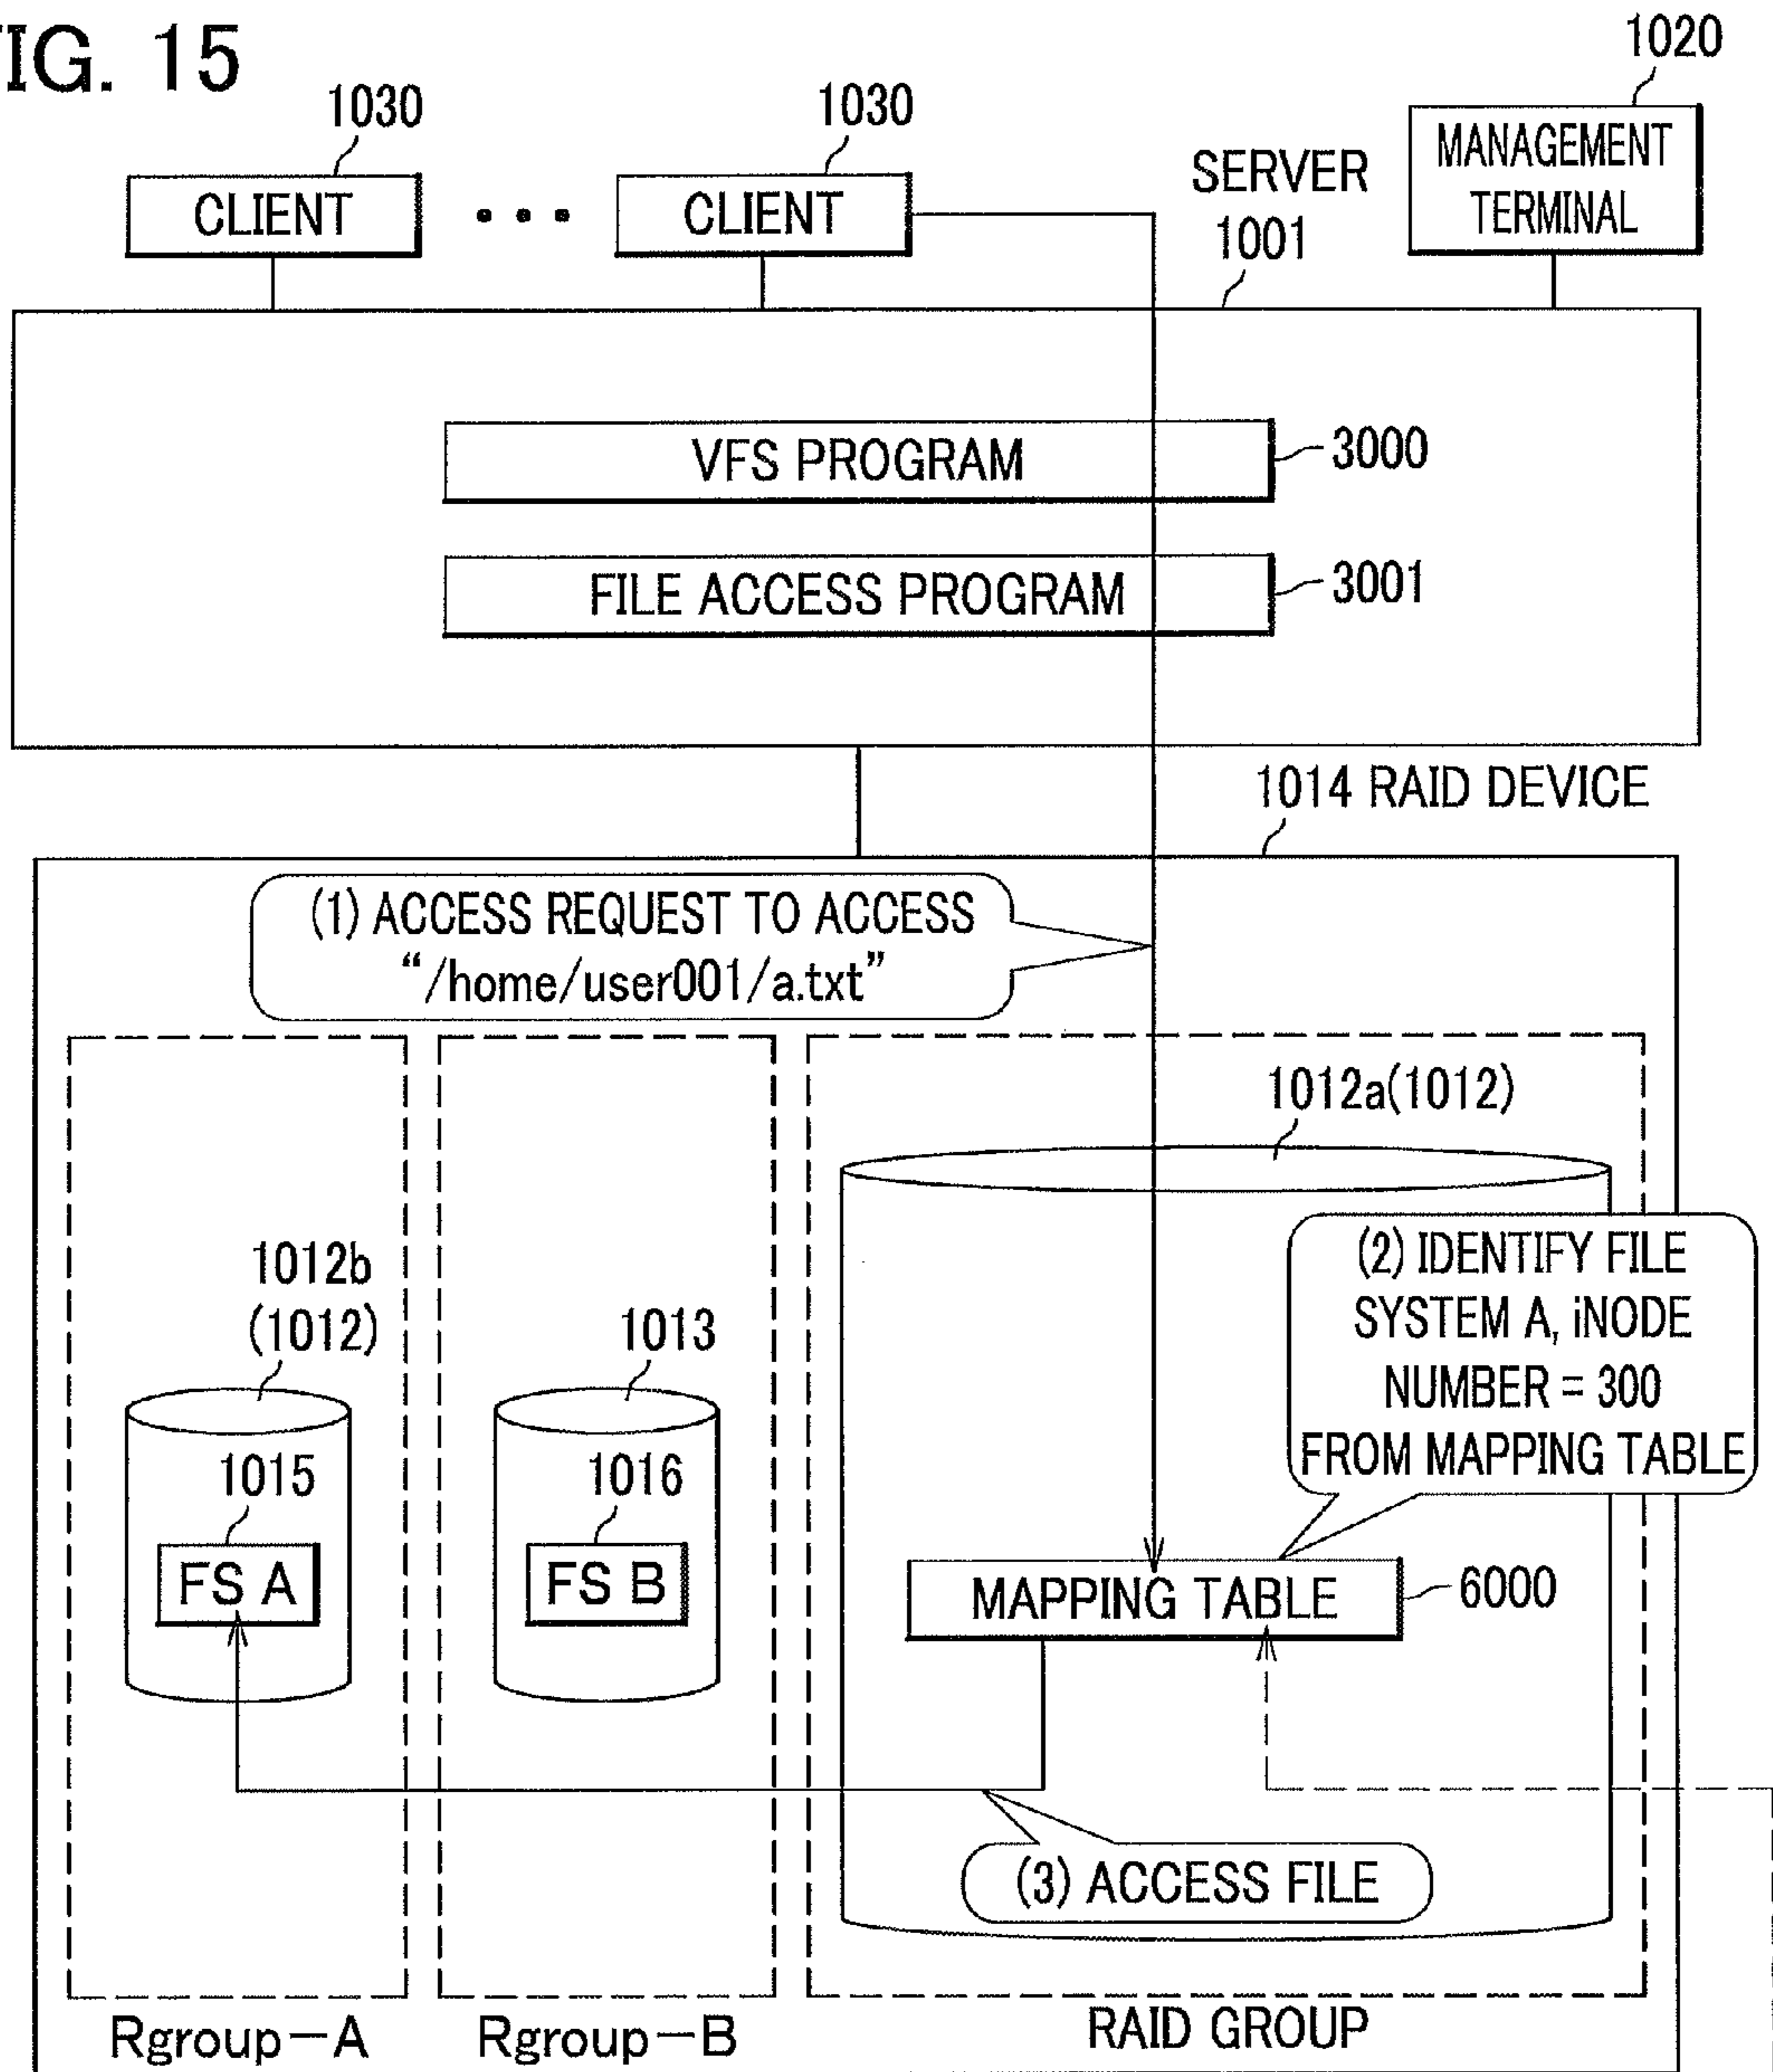 FIG. 15
1030
1030
1020
CLIENT
CLIENT
SERVER
1001
MANAGEMENT
TERMINAL
VFS PROGRAM
3000
FILE ACCESS PROGRAM
3001
1014 RAID DEVICE
(1) ACCESS REQUEST TO ACCESS
“/home/user001/a.txt”
1012a(1012)
1012b
(1012)
1013
(2) IDENTIFY FILE
SYSTEM A, iNODE
NUMBER = 300
FROM MAPPING TABLE
1015
1016
FS A
FS B
MAPPING TABLE
6000
(3) ACCESS FILE
Rgroup-A
Rgroup-B
RAID GROUP